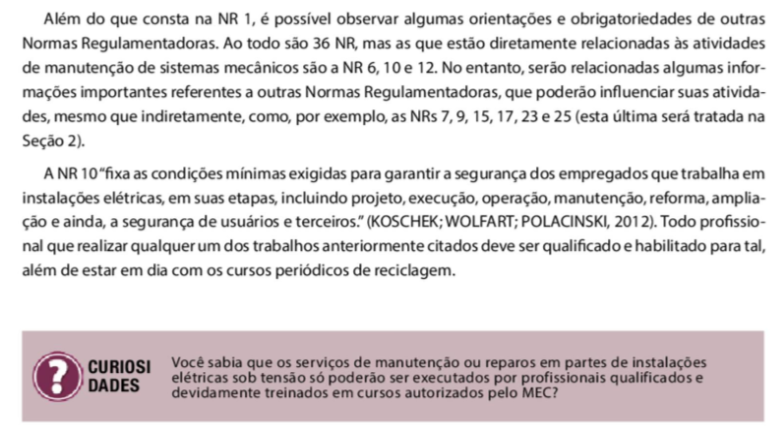 Além do que consta na NR 1, é possível observar algumas orientações e obrigatoriedades de outras
Normas Regulamentadoras. Ao todo são 36 NR, mas as que estão diretamente relacionadas às atividades
de manutenção de sistemas mecânicos são a NR 6, 10 e 12. No entanto, serão relacionadas algumas infor-
mações importantes referentes a outras Normas Regulamentadoras, que poderão influenciar suas ativida-
des, mesmo que indiretamente, como, por exemplo, as NRs 7, 9, 15, 17, 23 e 25 (esta última será tratada na
Seção 2).
A NR 10 “fixa as condições mínimas exigidas para garantir a segurança dos empregados que trabalha em
instalações elétricas, em suas etapas, incluindo projeto, execução, operação, manutenção, reforma, amplia-
ção e ainda, a segurança de usuários e terceiros.” (KOSCHEK; WOLFART; POLACINSKI, 2012). Todo profissio-
nal que realizar qualquer um dos trabalhos anteriormente citados deve ser qualificado e habilitado para tal,
além de estar em dia com os cursos periódicos de reciclagem.
?
CURIOSI
DADES
Você sabia que os serviços de manutenção ou reparos em partes de instalações
elétricas sob tensão só poderão ser executados por profissionais qualificados e
devidamente treinados em cursos autorizados pelo MEC?